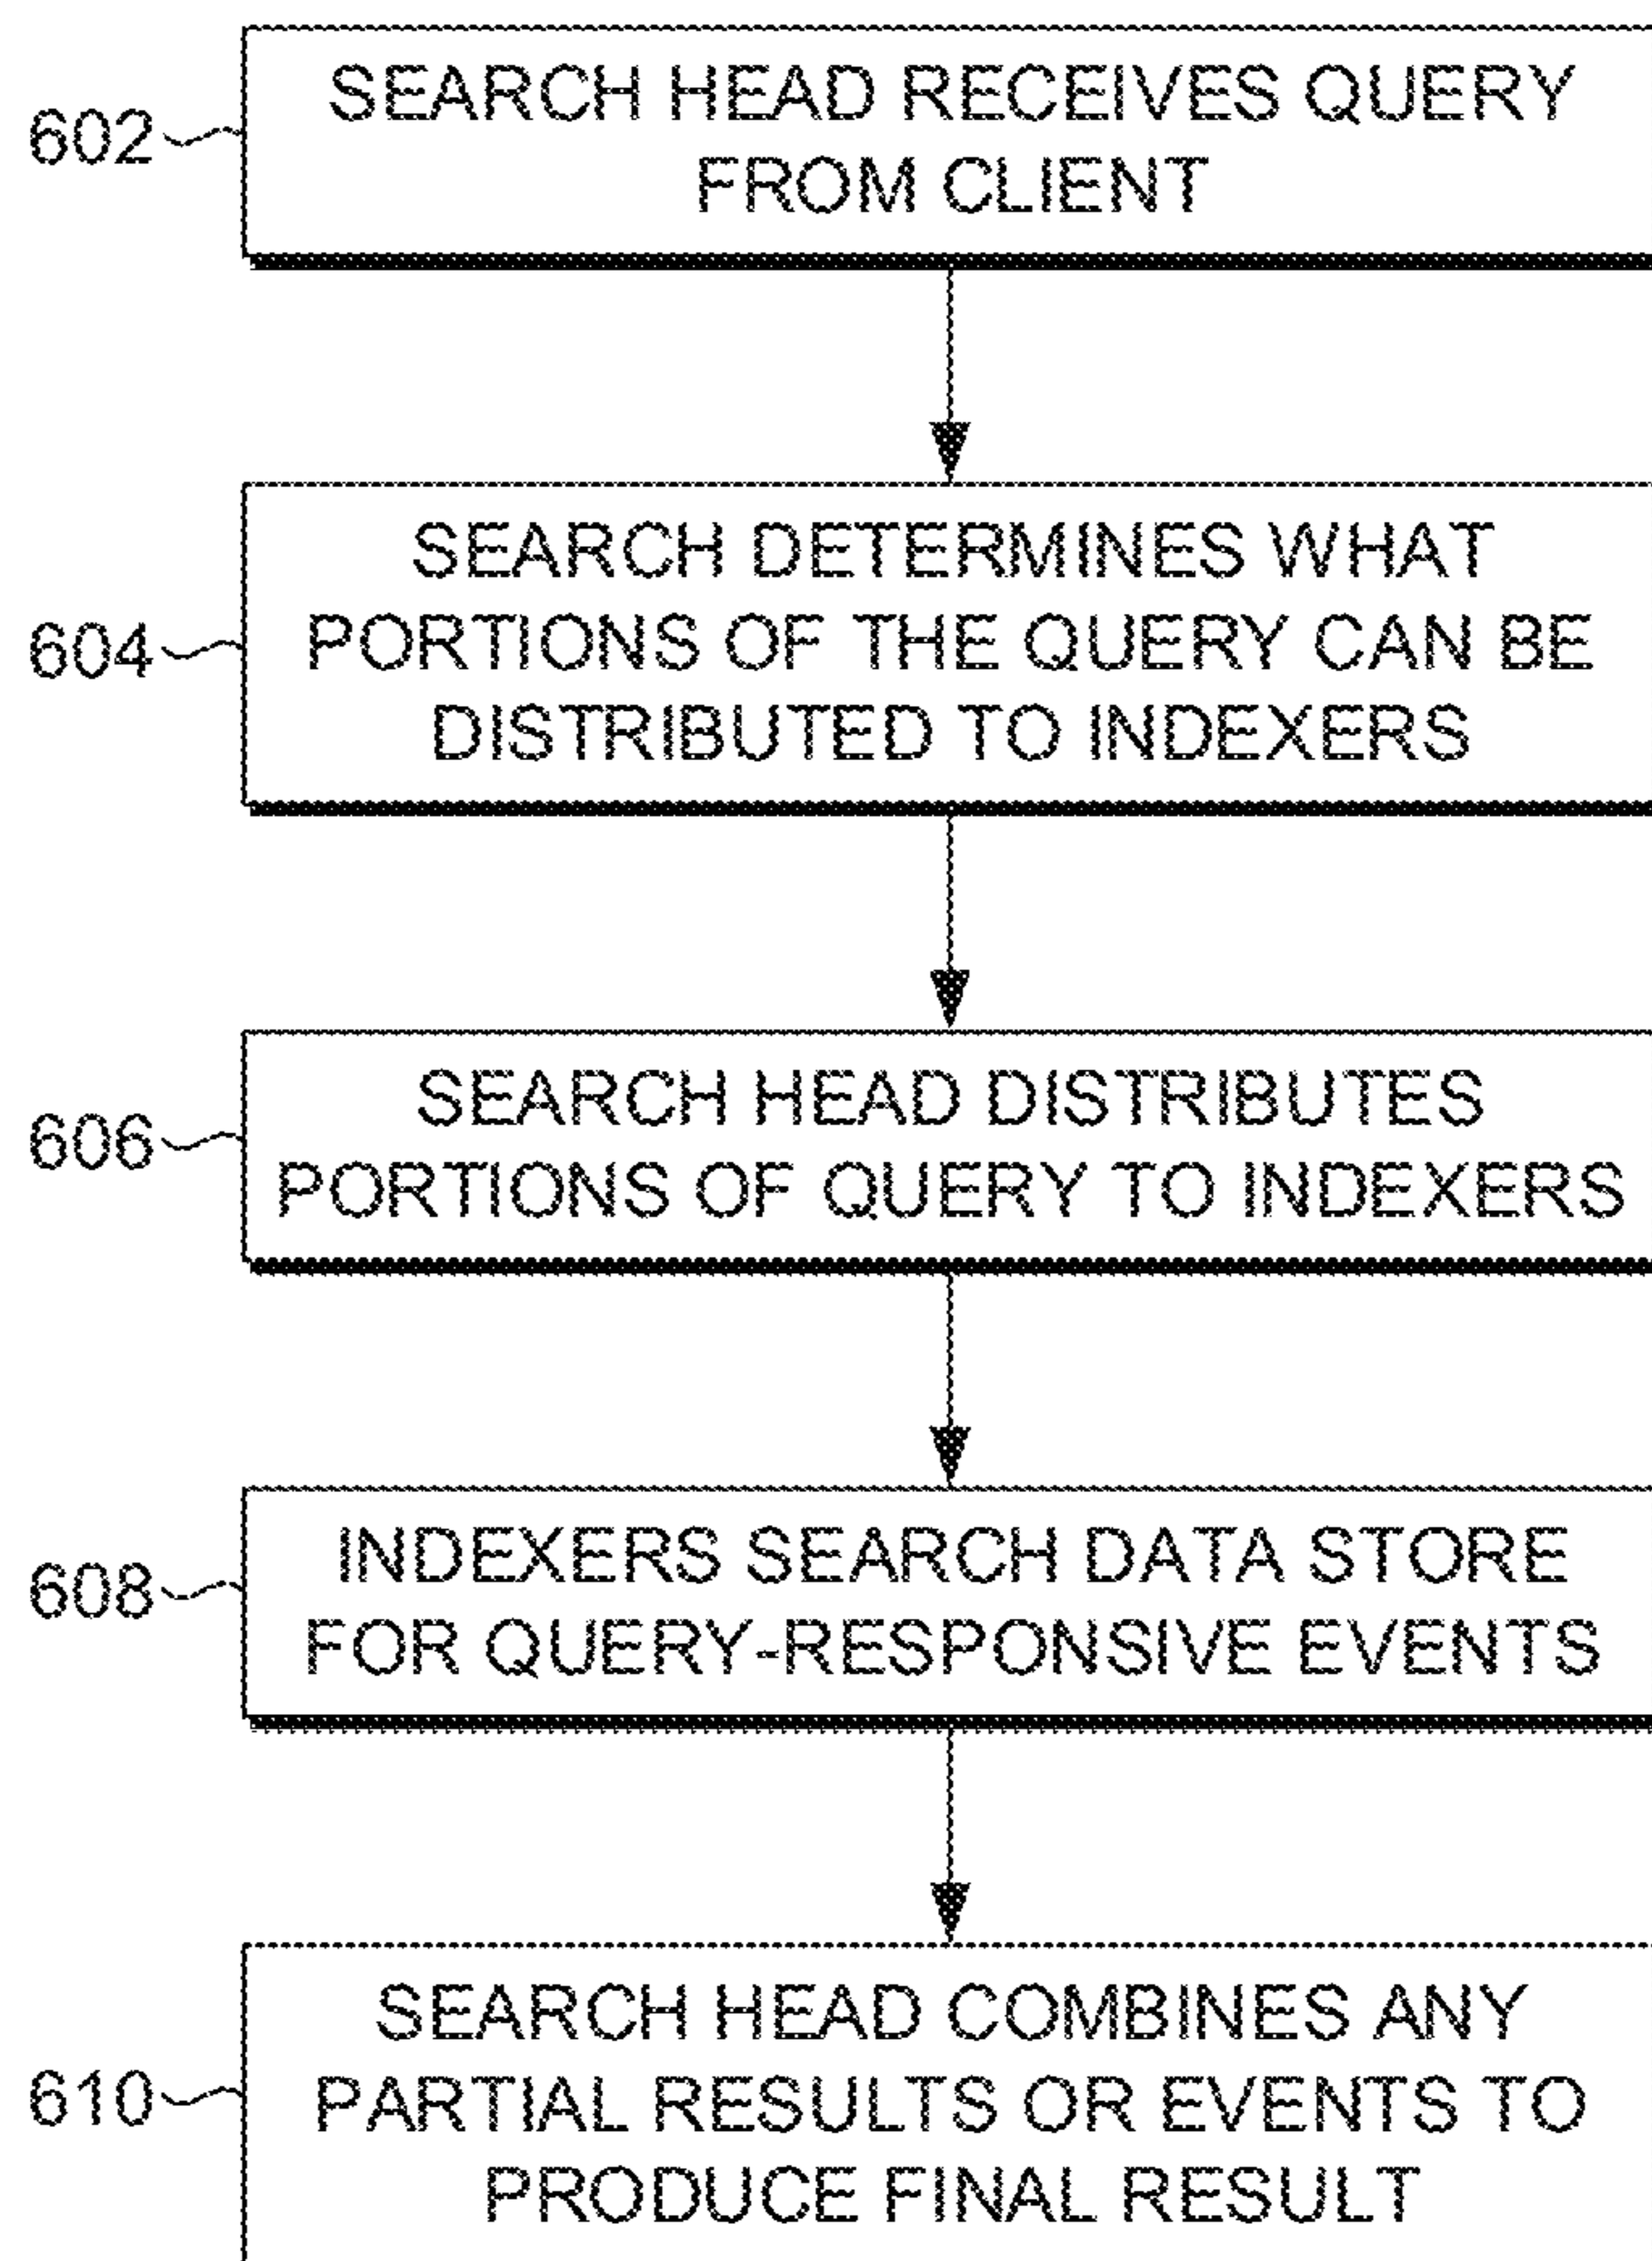 602
SEARCH HEAD RECEIVES QUERY
FROM CLIENT
604
SEARCH DETERMINES WHAT
PORTIONS OF THE QUERY CAN BE
DISTRIBUTED TO INDEXERS
606
SEARCH HEAD DISTRIBUTES
PORTIONS OF QUERY TO INDEXERS
608
INDEXERS SEARCH DATA STORE
FOR QUERY-RESPONSIVE EVENTS
610
SEARCH HEAD COMBINES ANY
PARTIAL RESULTS OR EVENTS TO
PRODUCE FINAL RESULT